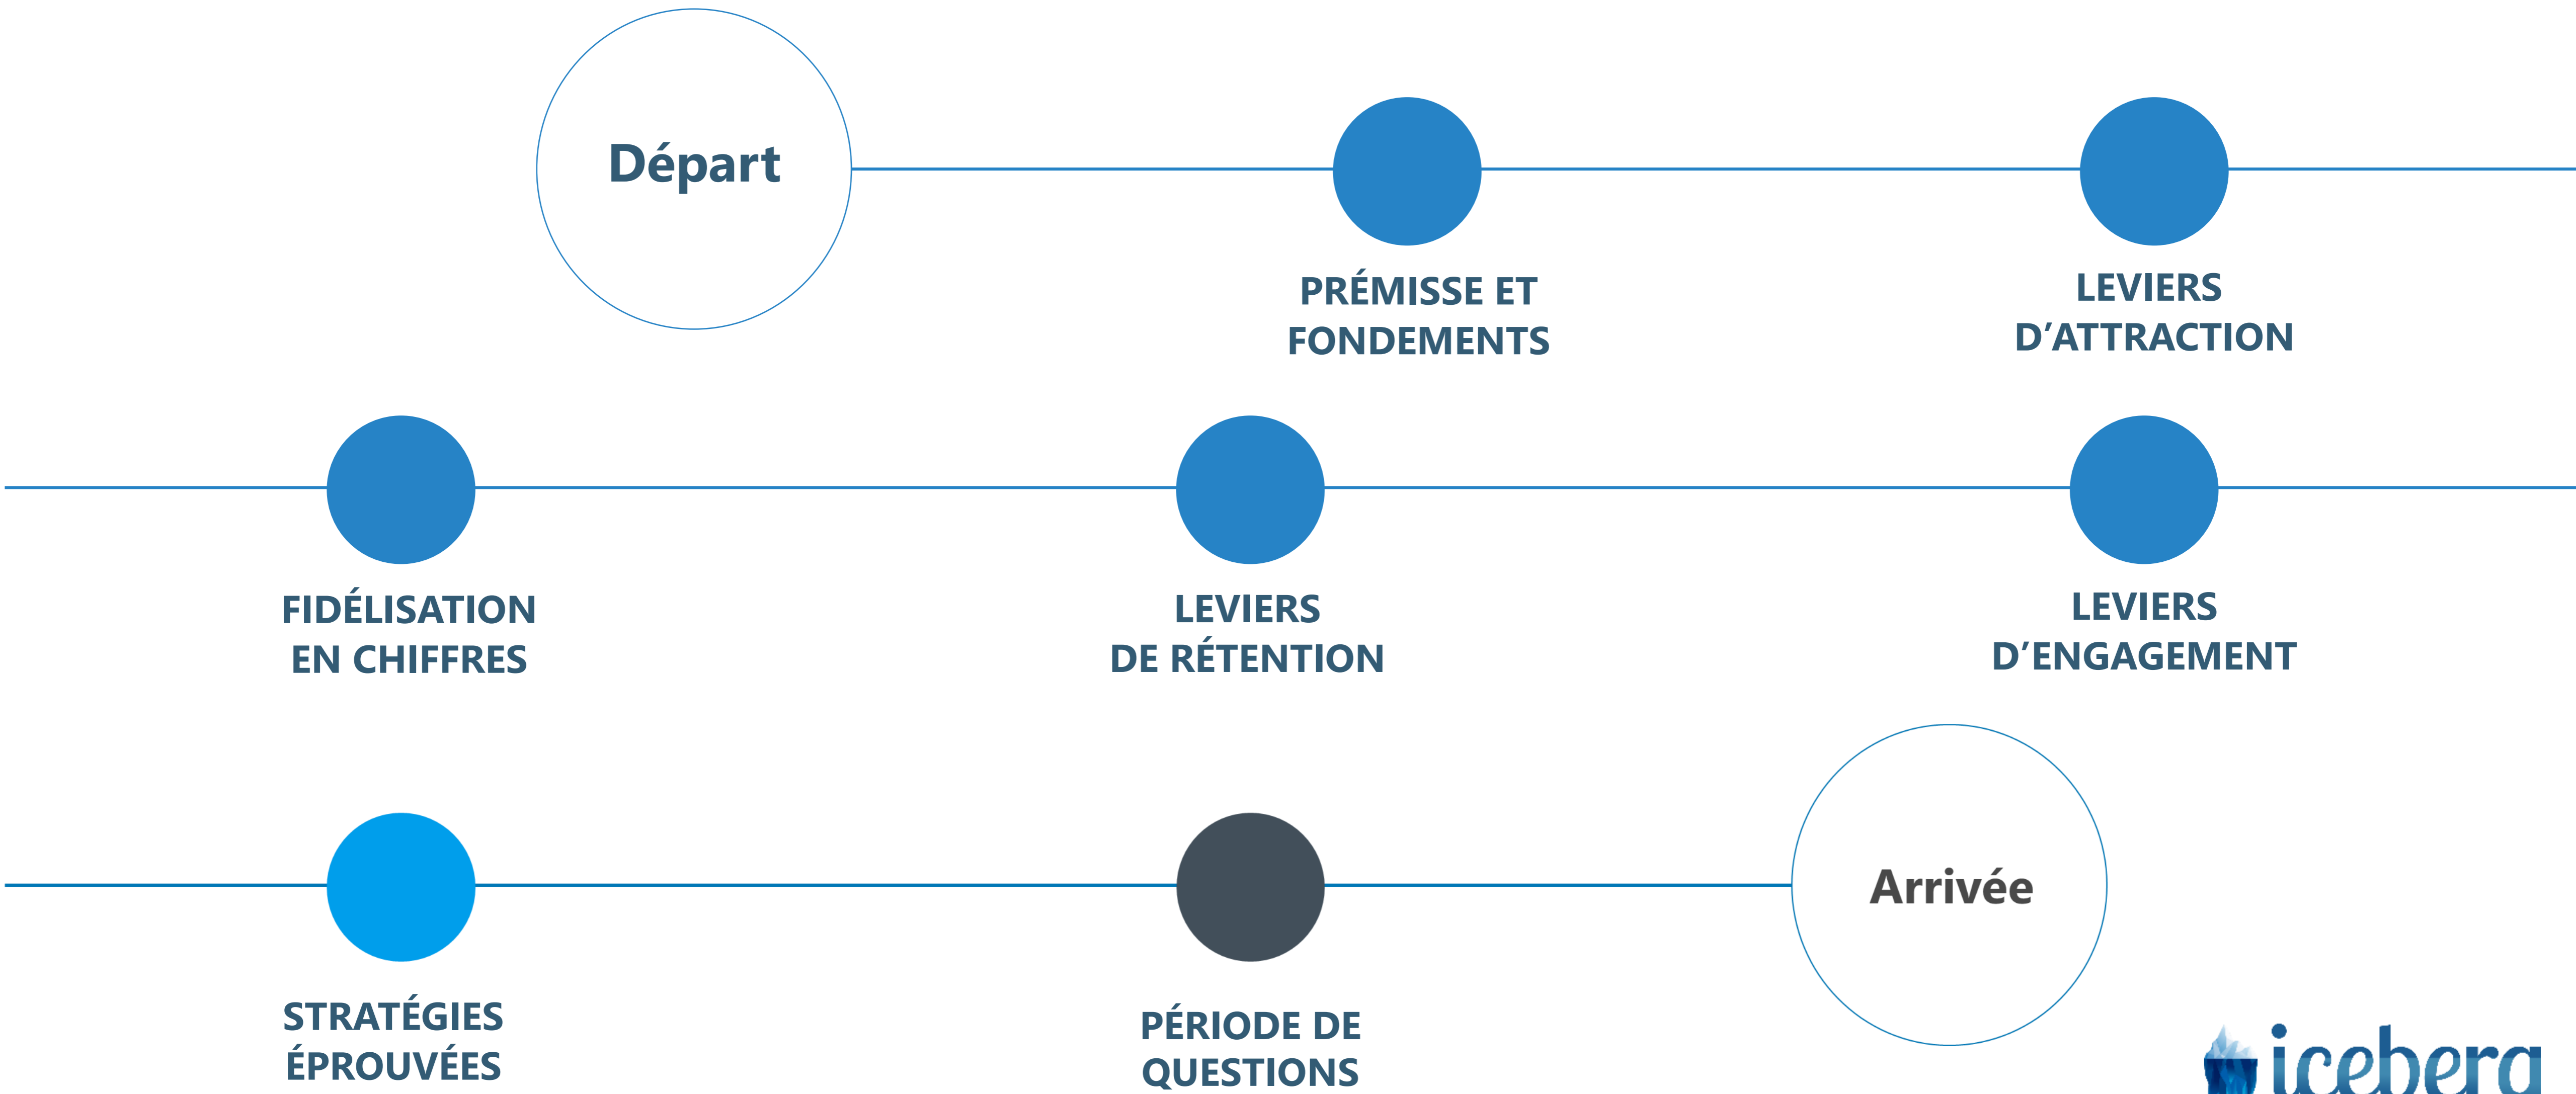 Départ
PRÉMISSE ET
FONDEMENTS
LEVIERS
D’ATTRACTION
FIDÉLISATION
EN CHIFFRES
LEVIERS
DE RÉTENTION
LEVIERS
D’ENGAGEMENT
STRATÉGIES
ÉPROUVÉES
PÉRIODE DE
QUESTIONS
Arrivée
iceberg